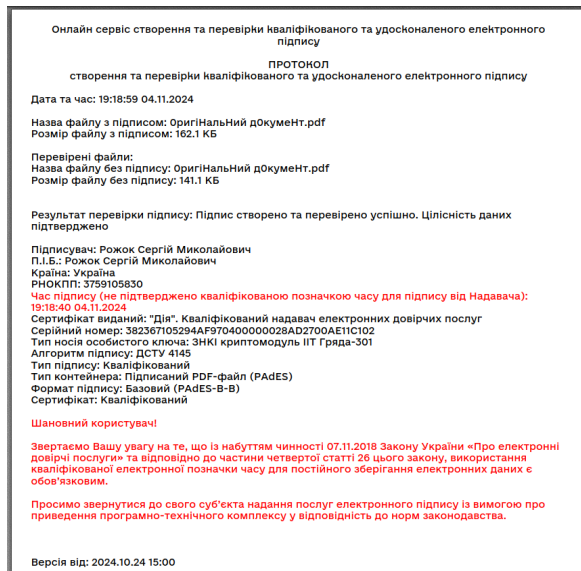 Онлайн сервіс створення та перевірки кваліфікованого та удосконаленого електронного
підпису
ПРОТОКОЛ
створення та перевірки кваліфікованого та удосконаленого електронного підпису
Дата та час: 19:18:59 04.11.2024
Назва файлу з підписом: 0ригіНальНий д0кумеНт.pdf
Розмір файлу з підписом: 162.1 КБ
Перевірені файли:
Назва файлу без підпису: 0ригіНальНий д0кумеНт.pdf
Розмір файлу без підпису: 141.1 КБ
Результат перевірки підпису: Підпис створено та перевірено успішно. Цілісність даних
підтверджено
Підписувач: Рожок Сергій Миколайович
П.І.Б.: Рожок Сергій Миколайович
Країна: Україна
РНОКПП: 3759105830
Час підпису (не підтверджено кваліфікованою позначкою часу для підпису від Надавача):
19:18:40 04.11.2024
Сертифікат виданий: "Дія". Кваліфікований надавач електронних довірчих послуг
Серійний номер: 382367105294AF970400000028AD2700AE11C102
Тип носія особистого ключа: ЗНКІ криптомодуль ІІТ Гряда-301
Алгоритм підпису: ДСТУ 4145
Тип підпису: Кваліфікований
Тип контейнера: Підписаний PDF-файл (PAdES)
Формат підпису: Базовий (PAdES-B-B)
Сертифікат: Кваліфікований
Шановний користувач!
Звертаємо Вашу увагу на те, що із набуттям чинності 07.11.2018 Закону України «Про електронні
довірчі послуги» та відповідно до частини четвертої статті 26 цього закону, використання
кваліфікованої електронної позначки часу для постійного зберігання електронних даних є
обов'язковим.
Просимо звернутися до свого суб'єкта надання послуг електронного підпису із вимогою про
приведення програмно-технічного комплексу у відповідність до норм законодавства.
Версія від: 2024.10.24 15:00